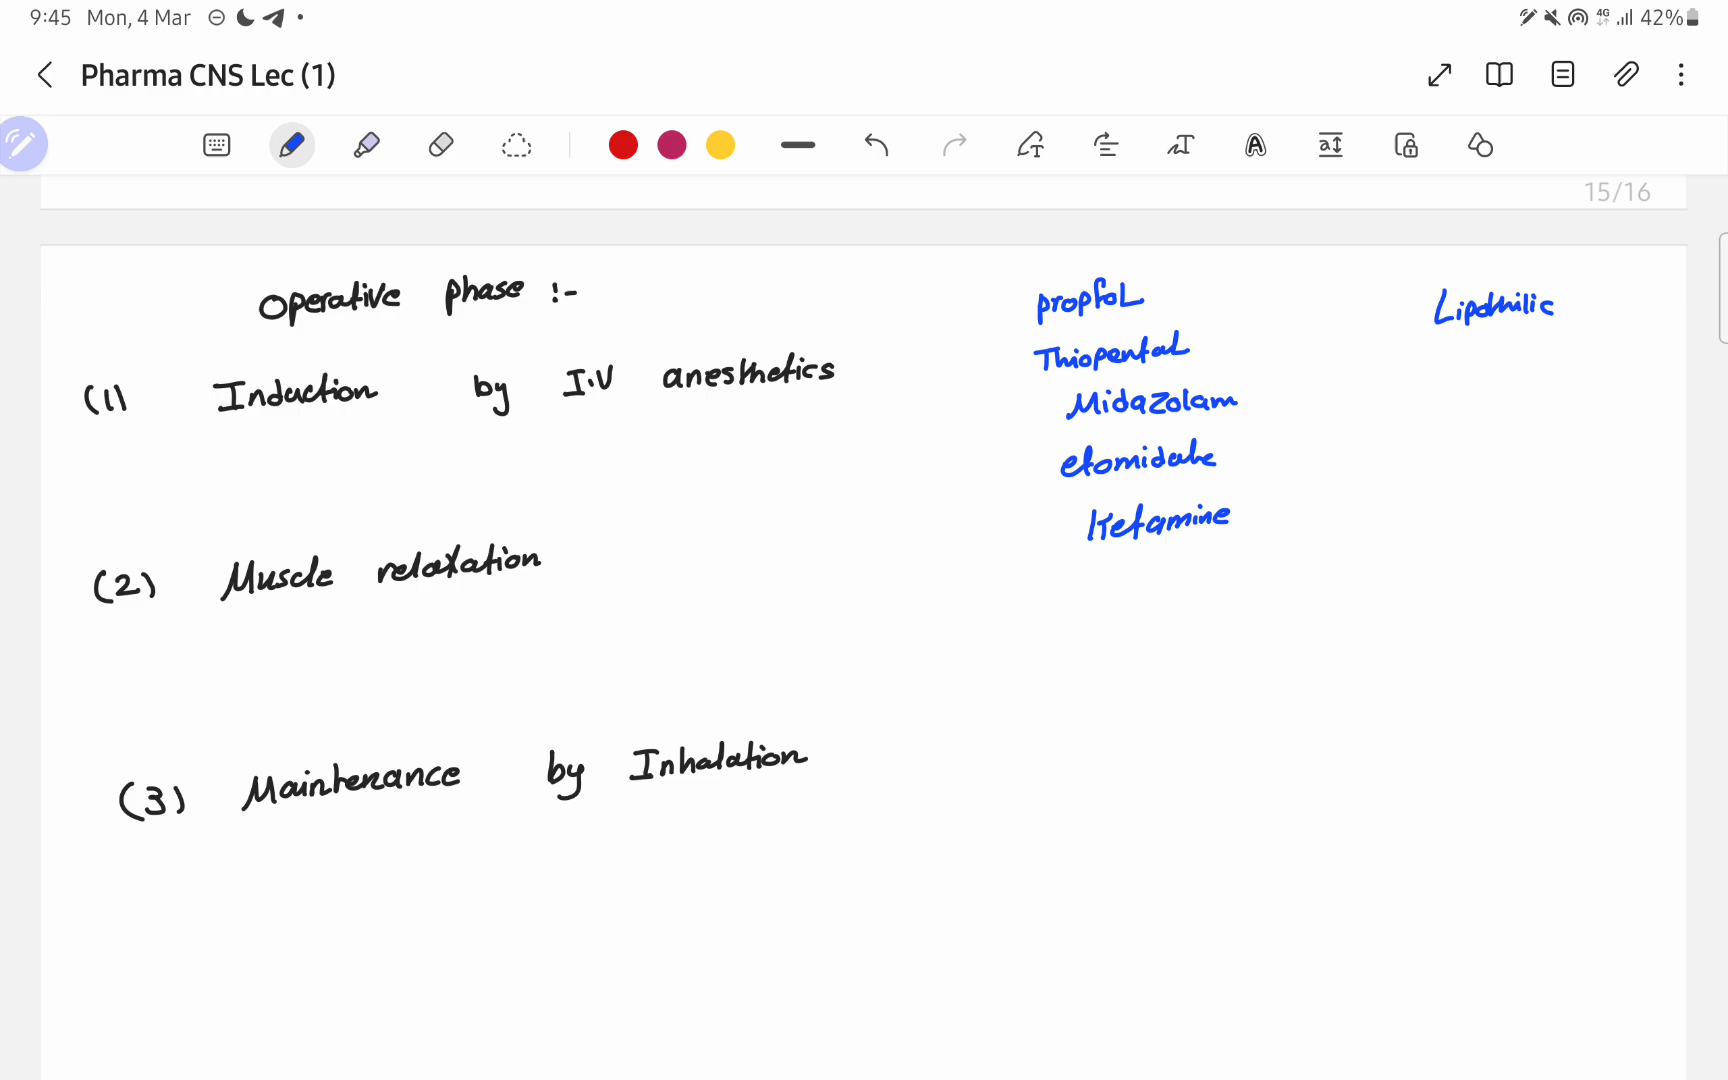 9:45 Mon, 4 Mar 4G 42%
Pharma CNS Lec (1)
15/16
Operative phase :-
(1) Induction by I.V anesthetics
propfol
Thiopental
Midazolam
etomidate
Ketamine
Lipophilic
(2) Muscle relaxation
(3) Maintenance by Inhalation